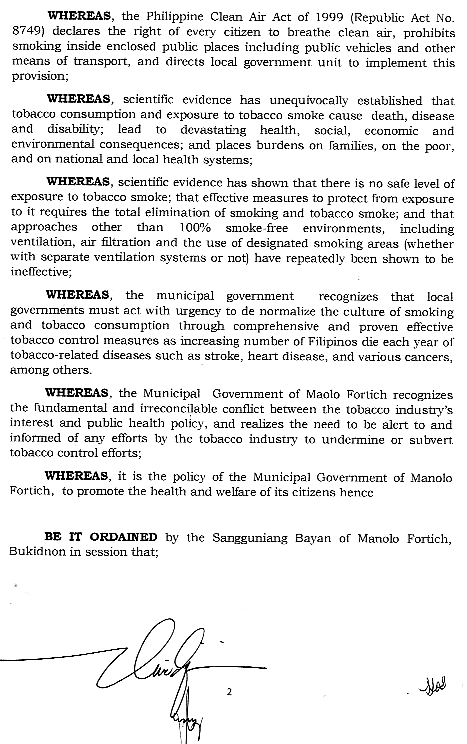 WHEREAS, the Philippine Clean Air Act of 1999 (Republic Act No.
8749) declares the right of every citizen to breathe clean air, prohibits
smoking inside enclosed public places including public vehicles and other
means of transport, and directs local government unit to implement this
provision;
WHEREAS, scientific evidence has unequivocally established that
tobacco consumption and exposure to tobacco smoke cause death, disease
and disability; lead to devastating health, social, economic and
environmental consequences; and places burdens on families, on the poor,
and on national and local health systems;
WHEREAS, scientific evidence has shown that there is no safe level of
exposure to tobacco smoke; that effective measures to protect from exposure
to it requires the total elimination of smoking and tobacco smoke; and that
approaches other than 100% smoke-free environments, including
ventilation, air filtration and the use of designated smoking areas (whether
with separate ventilation systems or not) have repeatedly been shown to be
ineffective;
WHEREAS, the municipal government recognizes that local
governments must act with urgency to de normalize the culture of smoking
and tobacco consumption through comprehensive and proven effective
tobacco control measures as increasing number of Filipinos die each year of
tobacco-related diseases such as stroke, heart disease, and various cancers,
among others.
WHEREAS, the Municipal Government of Maolo Fortich recognizes
the fundamental and irreconcilable conflict between the tobacco industry's
interest and public health policy, and realizes the need to be alert to and
informed of any efforts by the tobacco industry to undermine or subvert
tobacco control efforts;
WHEREAS, it is the policy of the Municipal Government of Manolo
Fortich, to promote the health and welfare of its citizens hence
BE IT ORDAINED by the Sangguniang Bayan of Manolo Fortich,
Bukidnon in session that;
2